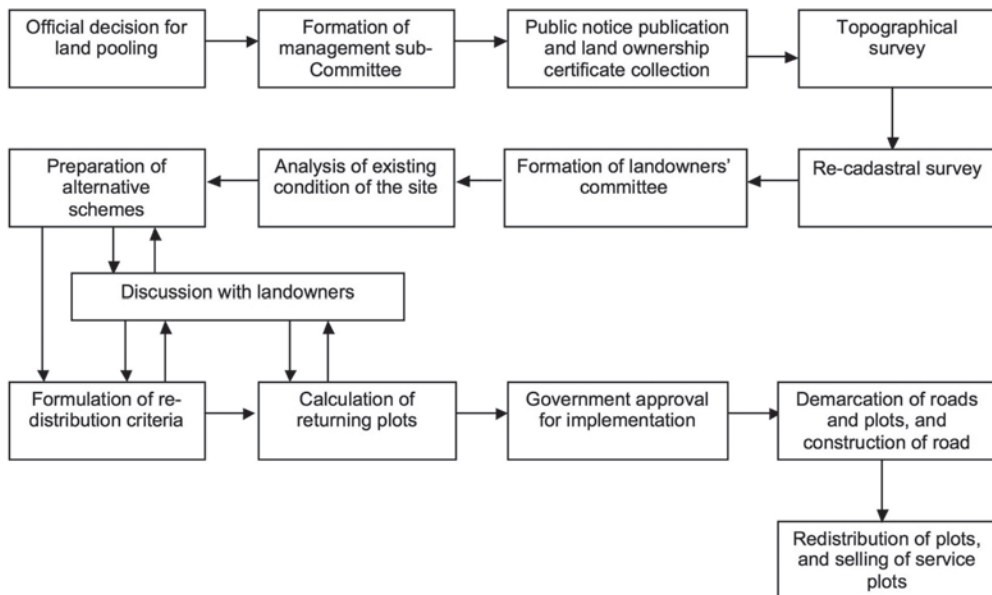 Official decision for
land pooling
Formation of
management sub-
Committee
Public notice publication
and land ownership
certificate collection
Topographical
survey
Preparation of
alternative
schemes
Analysis of existing
condition of the site
Formation of landowners'
committee
Re-cadastral survey
Discussion with landowners
Formulation of re-
distribution criteria
Calculation of
returning plots
Government approval
for implementation
Demarcation of roads
and plots, and
construction of road
Redistribution of plots,
and selling of service
plots